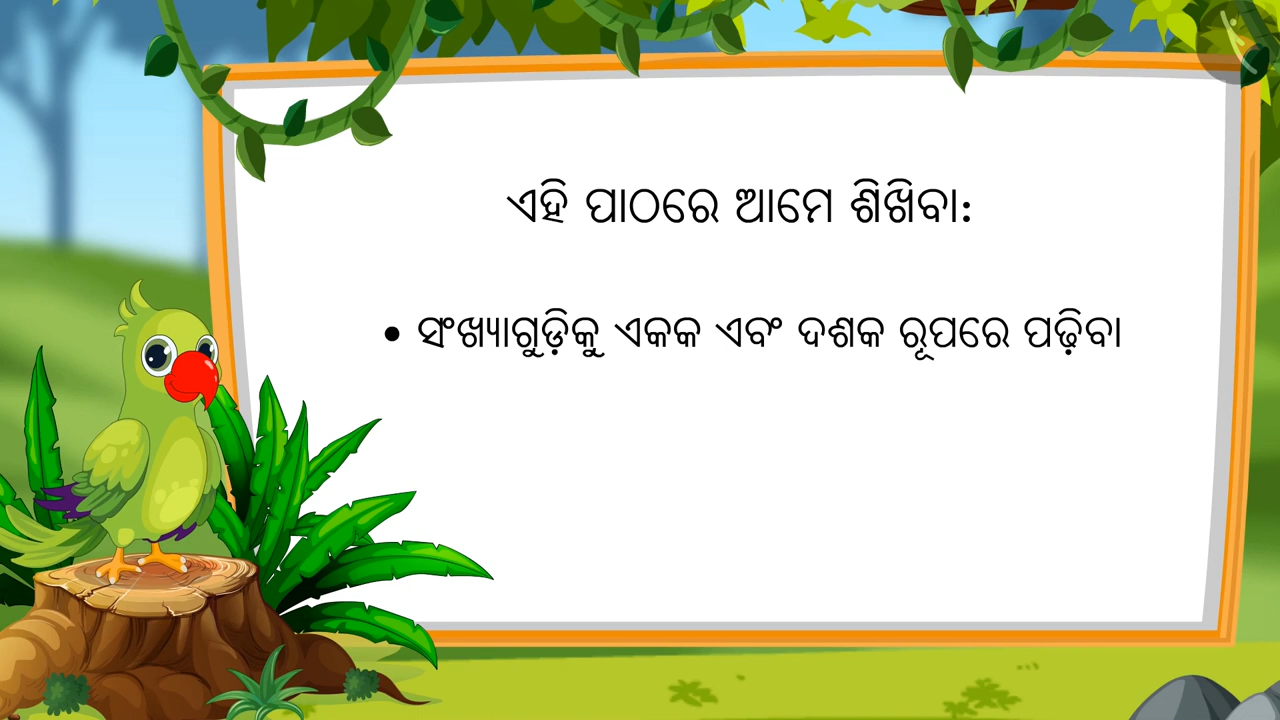 ଏହି ପାଠରେ ଆମେ ଶିଖିବା:
• ସଂଖ୍ୟାଗୁଡ଼ିକୁ ଏକକ ଏବଂ ଦଶକ ରୂପରେ ପଢ଼ିବା